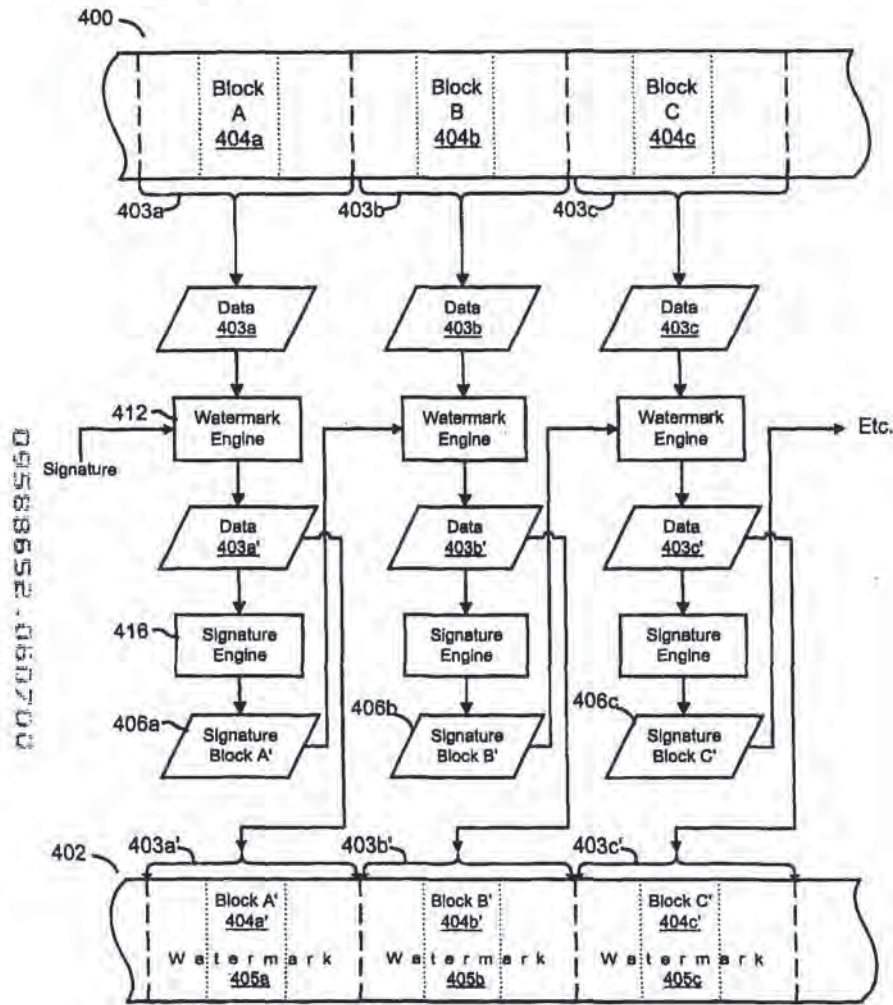 400
Block Block Block
A B C
404a 404b 404c
403a 403b 403c
Data Data Data
403a 403b 403c
412
Watermark Engine Watermark Engine Watermark Engine
Etc.
Signature
Data Data Data
403a' 403b' 403c'
416
Signature Engine Signature Engine Signature Engine
406a 406b 406c
Signature Signature Signature
Block A' Block B' Block C'
09588652.060700
402 403a' 403b' 403c'
Block A' Block B' Block C'
404a' 404b' 404c'
Watermark Watermark Watermark
405a 405b 405c